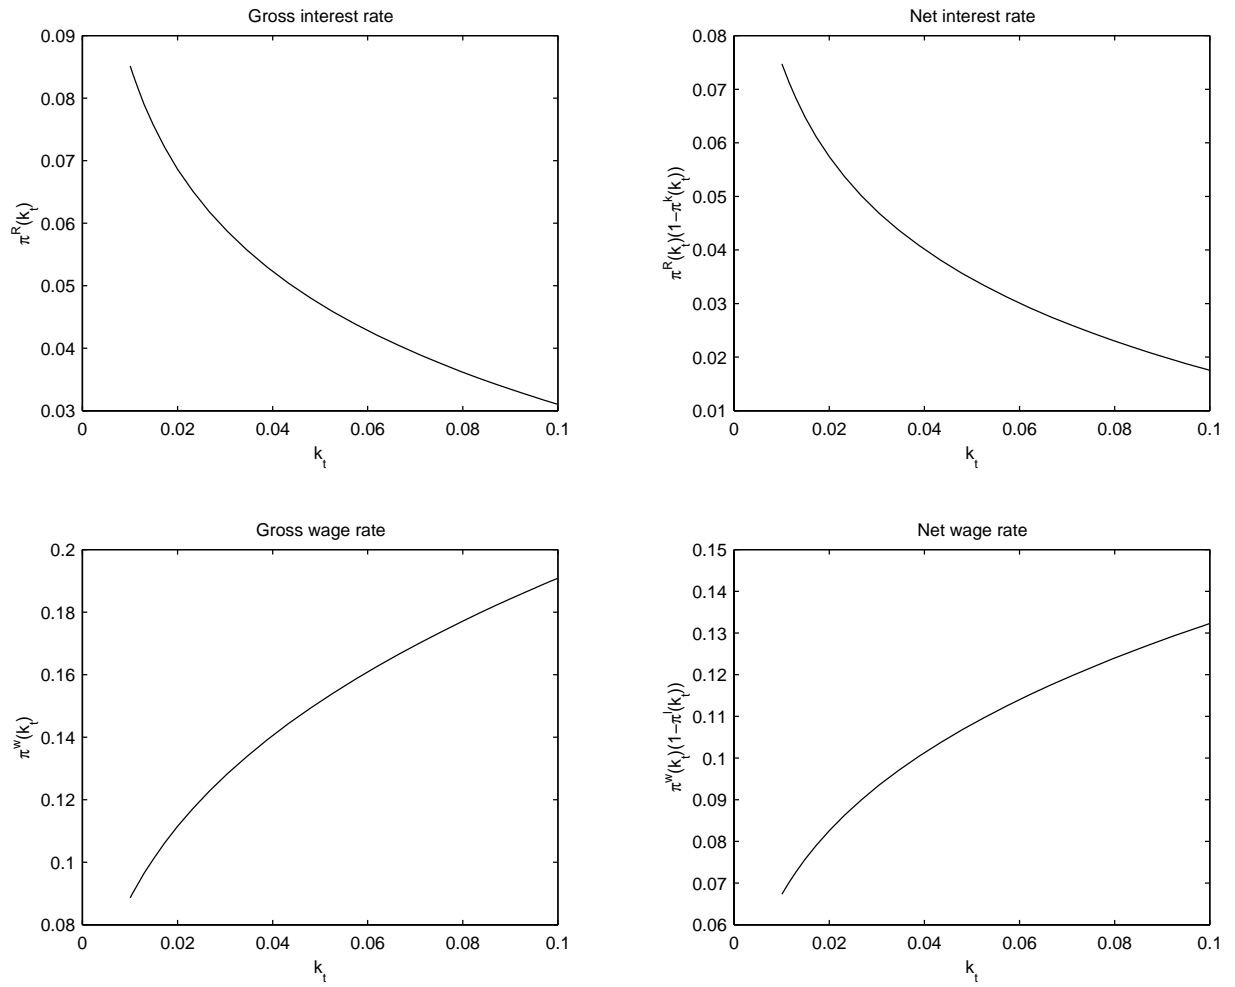 Gross interest rate
0.09
0.08
0.07
0.06
0.05
0.04
0.03
π^R(k_t)
0 0.02 0.04 0.06 0.08 0.1
k_t
Net interest rate
0.08
0.07
0.06
0.05
0.04
0.03
0.02
0.01
π^R(k_t)(1−π^k(k_t))
0 0.02 0.04 0.06 0.08 0.1
k_t
Gross wage rate
0.2
0.18
0.16
0.14
0.12
0.1
0.08
π^w(k_t)
0 0.02 0.04 0.06 0.08 0.1
k_t
Net wage rate
0.15
0.14
0.13
0.12
0.11
0.1
0.09
0.08
0.07
0.06
π^w(k_t)(1−π^l(k_t))
0 0.02 0.04 0.06 0.08 0.1
k_t